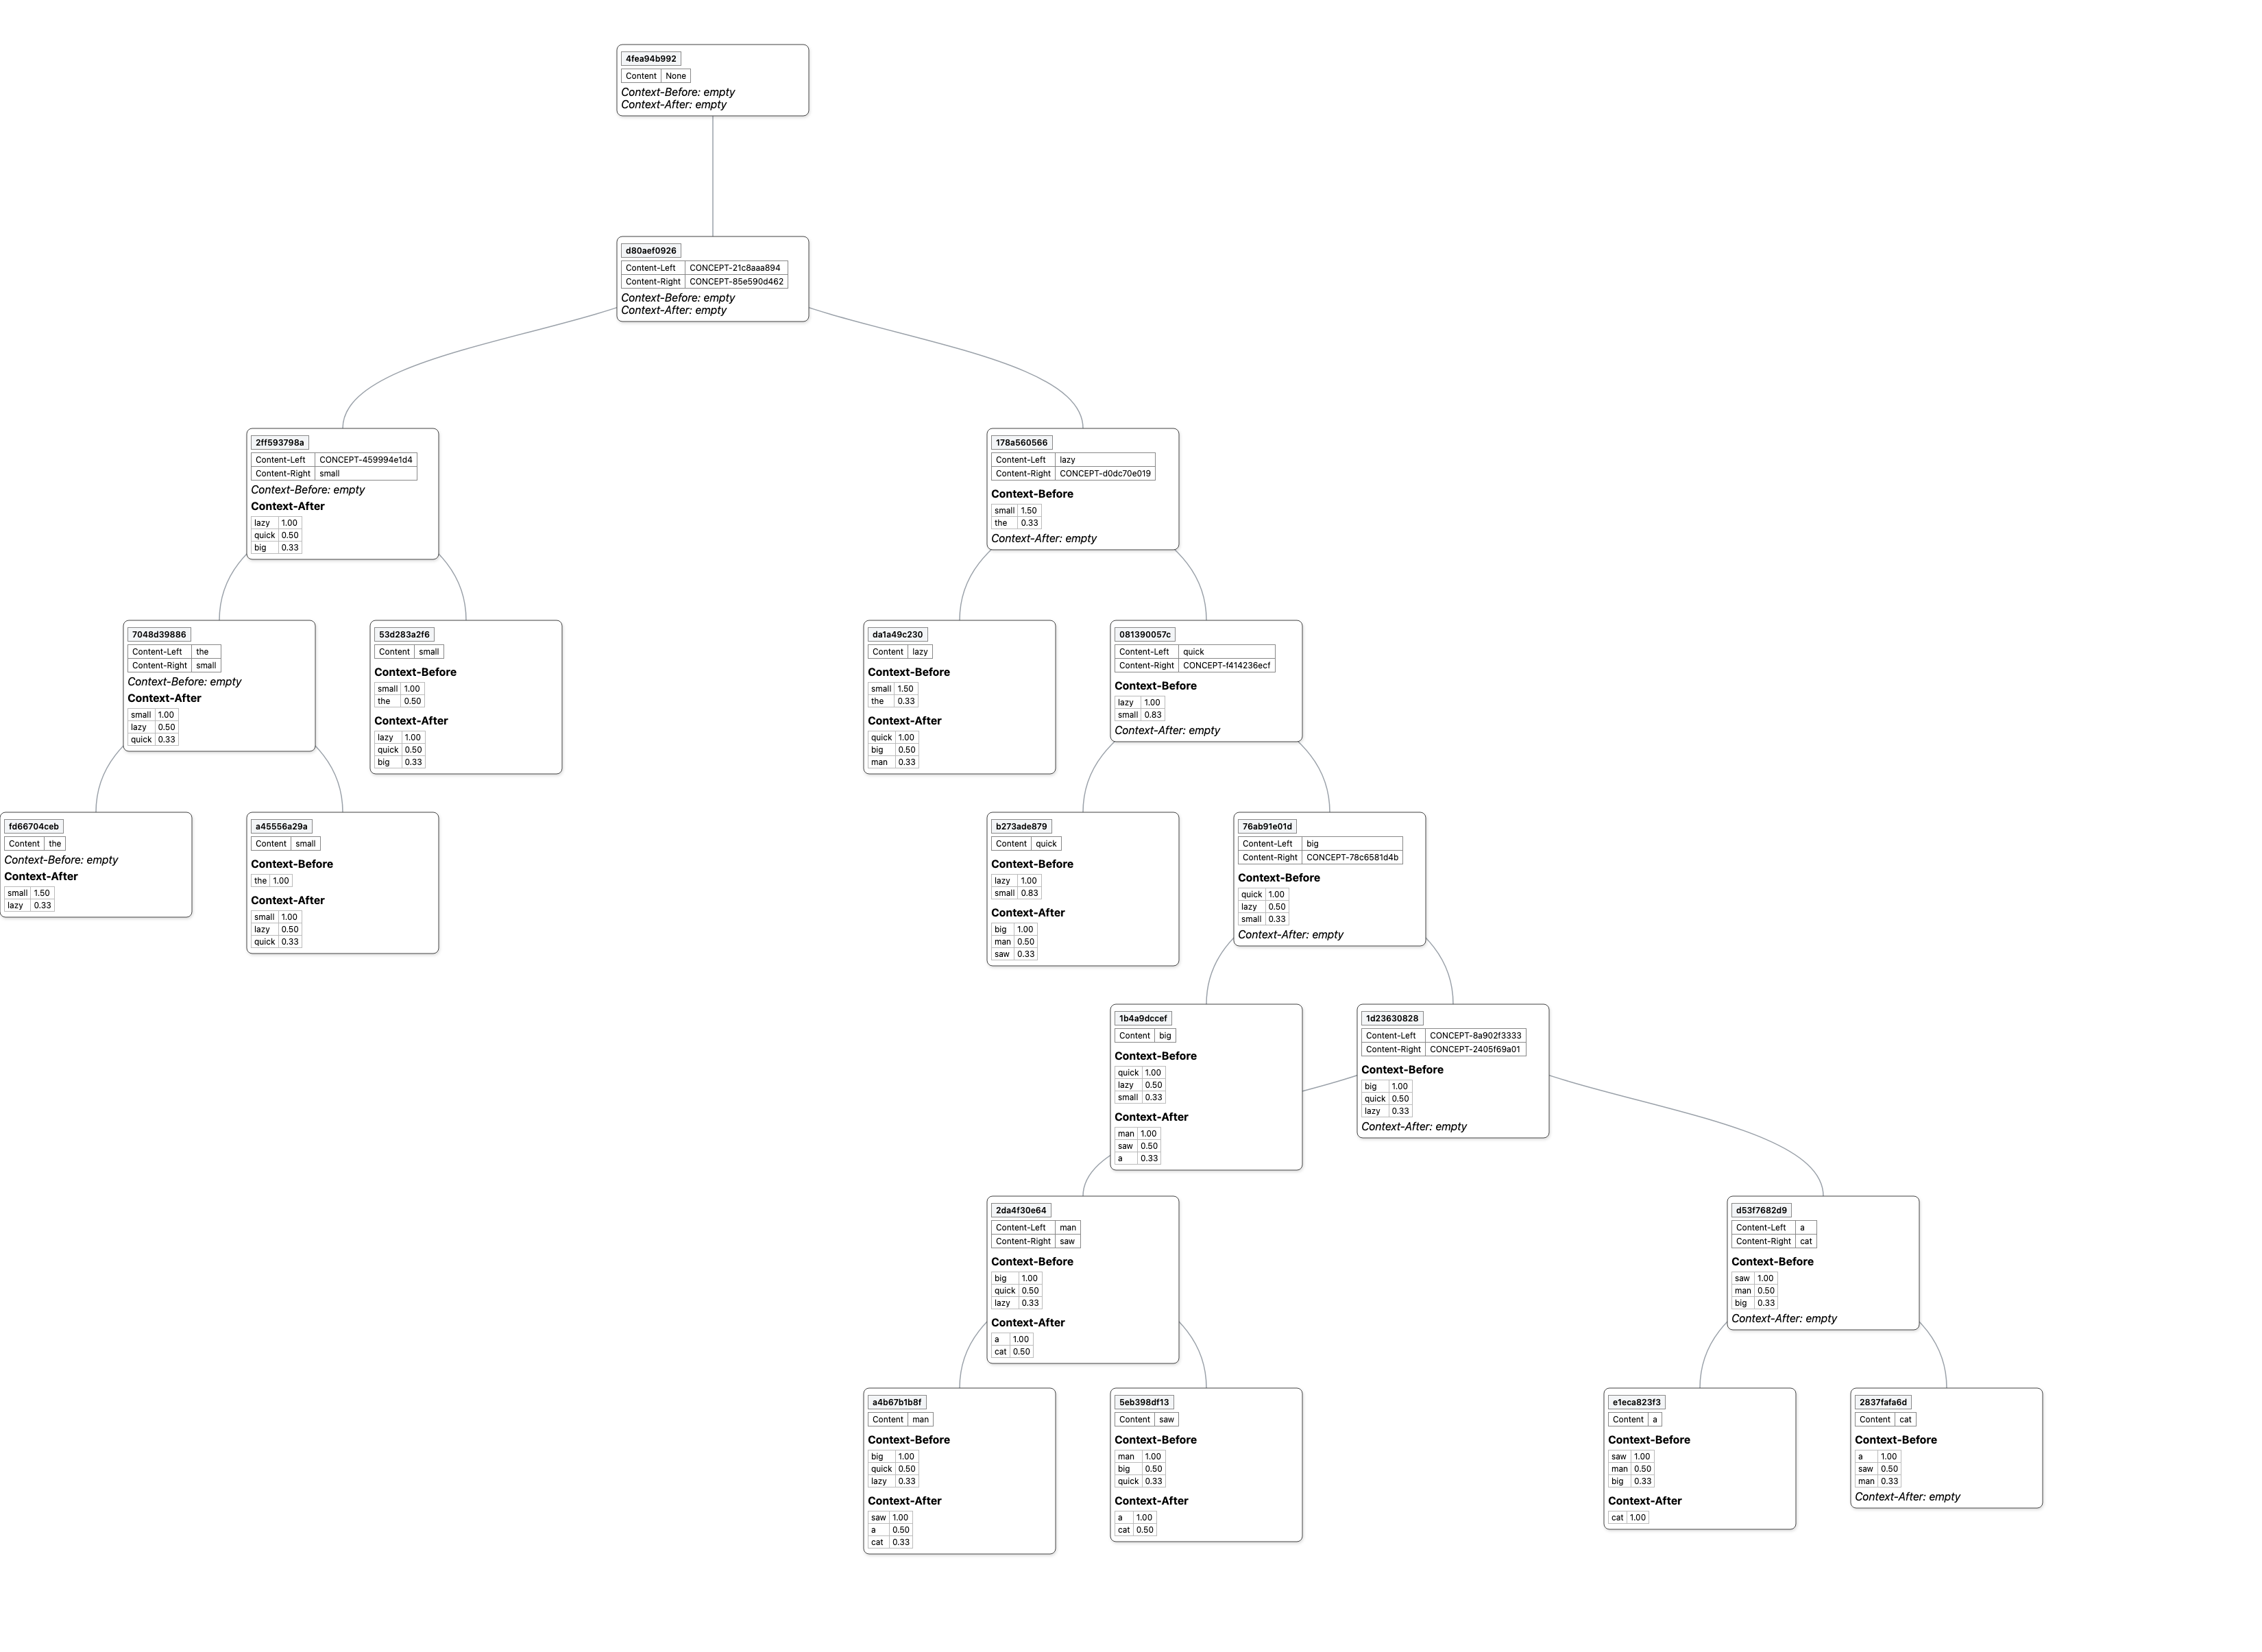 4fea94b992
Content None
Context-Before: empty
Context-After: empty
d80aef0926
Content-Left CONCEPT-21c8aaa894
Content-Right CONCEPT-85e590d462
Context-Before: empty
Context-After: empty
2ff593798a
Content-Left CONCEPT-459994e1d4
Content-Right small
Context-Before: empty
Context-After
lazy 1.00
quick 0.50
big 0.33
178a560566
Content-Left lazy
Content-Right CONCEPT-d0dc70e019
Context-Before
small 1.50
the 0.33
Context-After: empty
7048d39886
Content-Left the
Content-Right small
Context-Before: empty
Context-After
small 1.00
lazy 0.50
quick 0.33
53d283a2f6
Content small
Context-Before
small 1.00
the 0.50
Context-After
lazy 1.00
quick 0.50
big 0.33
da1a49c230
Content lazy
Context-Before
small 1.50
the 0.33
Context-After
quick 1.00
big 0.50
man 0.33
081390057c
Content-Left quick
Content-Right CONCEPT-f414236ecf
Context-Before
lazy 1.00
small 0.83
Context-After: empty
fd66704ceb
Content the
Context-Before: empty
Context-After
small 1.50
lazy 0.33
a45556a29a
Content small
Context-Before
the 1.00
Context-After
small 1.00
lazy 0.50
quick 0.33
b273ade879
Content quick
Context-Before
lazy 1.00
small 0.83
Context-After
big 1.00
man 0.50
saw 0.33
76ab91e01d
Content-Left big
Content-Right CONCEPT-78c6581d4b
Context-Before
quick 1.00
lazy 0.50
small 0.33
Context-After: empty
1b4a9dccef
Content big
Context-Before
quick 1.00
lazy 0.50
small 0.33
Context-After
man 1.00
saw 0.50
a 0.33
1d23630828
Content-Left CONCEPT-8a902f3333
Content-Right CONCEPT-2405f69a01
Context-Before
big 1.00
quick 0.50
lazy 0.33
Context-After: empty
2da4f30e64
Content-Left man
Content-Right saw
Context-Before
big 1.00
quick 0.50
lazy 0.33
Context-After
a 1.00
cat 0.50
d53f7682d9
Content-Left a
Content-Right cat
Context-Before
saw 1.00
man 0.50
big 0.33
Context-After: empty
a4b67b1b8f
Content man
Context-Before
big 1.00
quick 0.50
lazy 0.33
Context-After
saw 1.00
a 0.50
cat 0.33
5eb398df13
Content saw
Context-Before
man 1.00
big 0.50
quick 0.33
Context-After
a 1.00
cat 0.50
e1eca823f3
Content a
Context-Before
saw 1.00
man 0.50
big 0.33
Context-After
cat 1.00
2837fafa6d
Content cat
Context-Before
a 1.00
saw 0.50
man 0.33
Context-After: empty